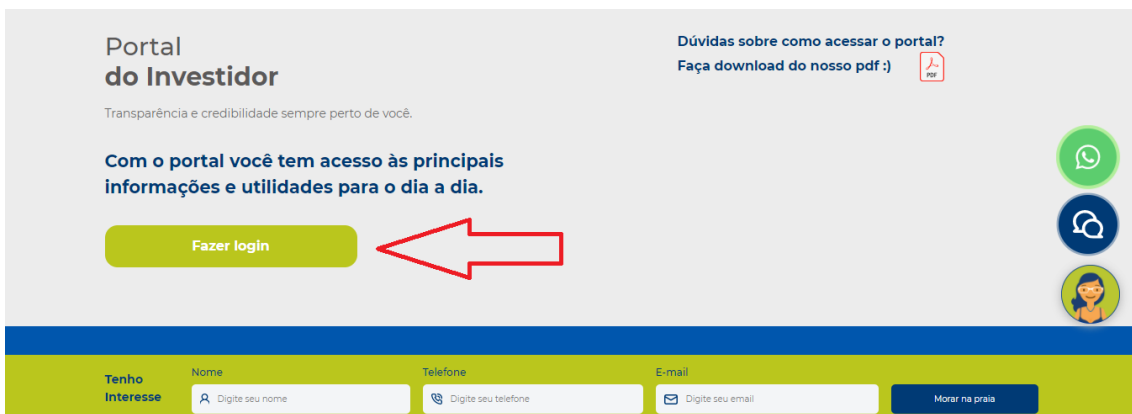 Portal
do Investidor
Transparência e credibilidade sempre perto de você.
Com o portal você tem acesso às principais
informações e utilidades para o dia a dia.
Fazer login
Dúvidas sobre como acessar o portal?
Faça download do nosso pdf :)
PDF
Tenho
Interesse
Nome
Digite seu nome
Telefone
Digite seu telefone
E-mail
Digite seu email
Morar na praia